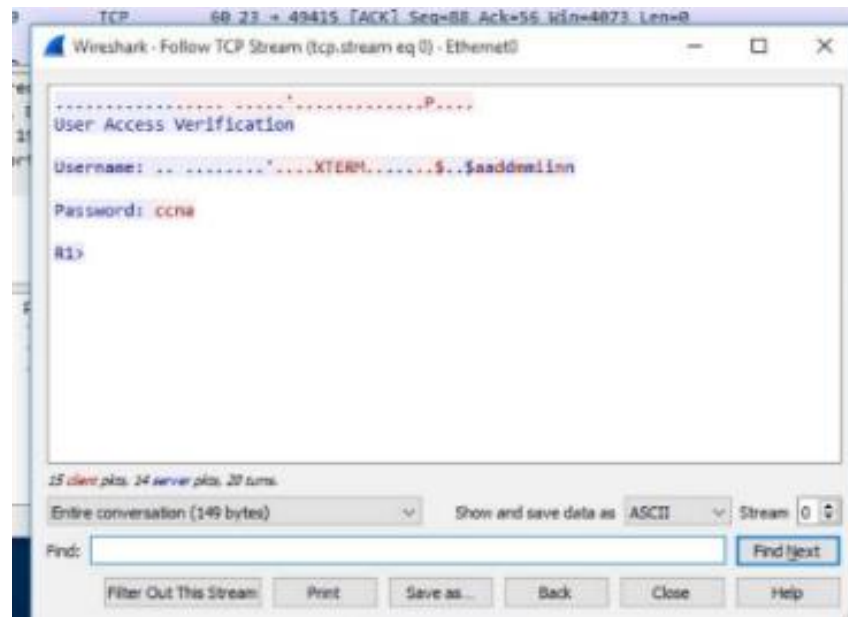 TCP 60 23 → 49415 [ACK] Seq=88 Ack=56 Win=4073 Len=0
Wireshark · Follow TCP Stream (tcp.stream eq 0) · Ethernet0
................. .....'.............P....
User Access Verification
Username: .. ........'....XTERM.......$..$aaddmmiinn
Password: ccna
R1>
15 client pkts, 14 server pkts, 20 turns.
Entire conversation (149 bytes) Show and save data as ASCII Stream 0
Find: Find Next
Filter Out This Stream Print Save as... Back Close Help